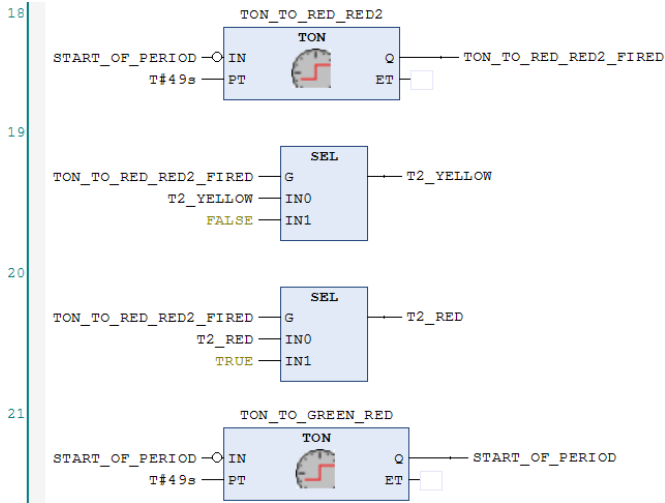 18
TON_TO_RED_RED2
TON
START_OF_PERIOD IN Q TON_TO_RED_RED2_FIRED
T#49s PT ET
19
SEL
TON_TO_RED_RED2_FIRED G T2_YELLOW
T2_YELLOW IN0
FALSE IN1
20
SEL
TON_TO_RED_RED2_FIRED G T2_RED
T2_RED IN0
TRUE IN1
21
TON_TO_GREEN_RED
TON
START_OF_PERIOD IN Q START_OF_PERIOD
T#49s PT ET